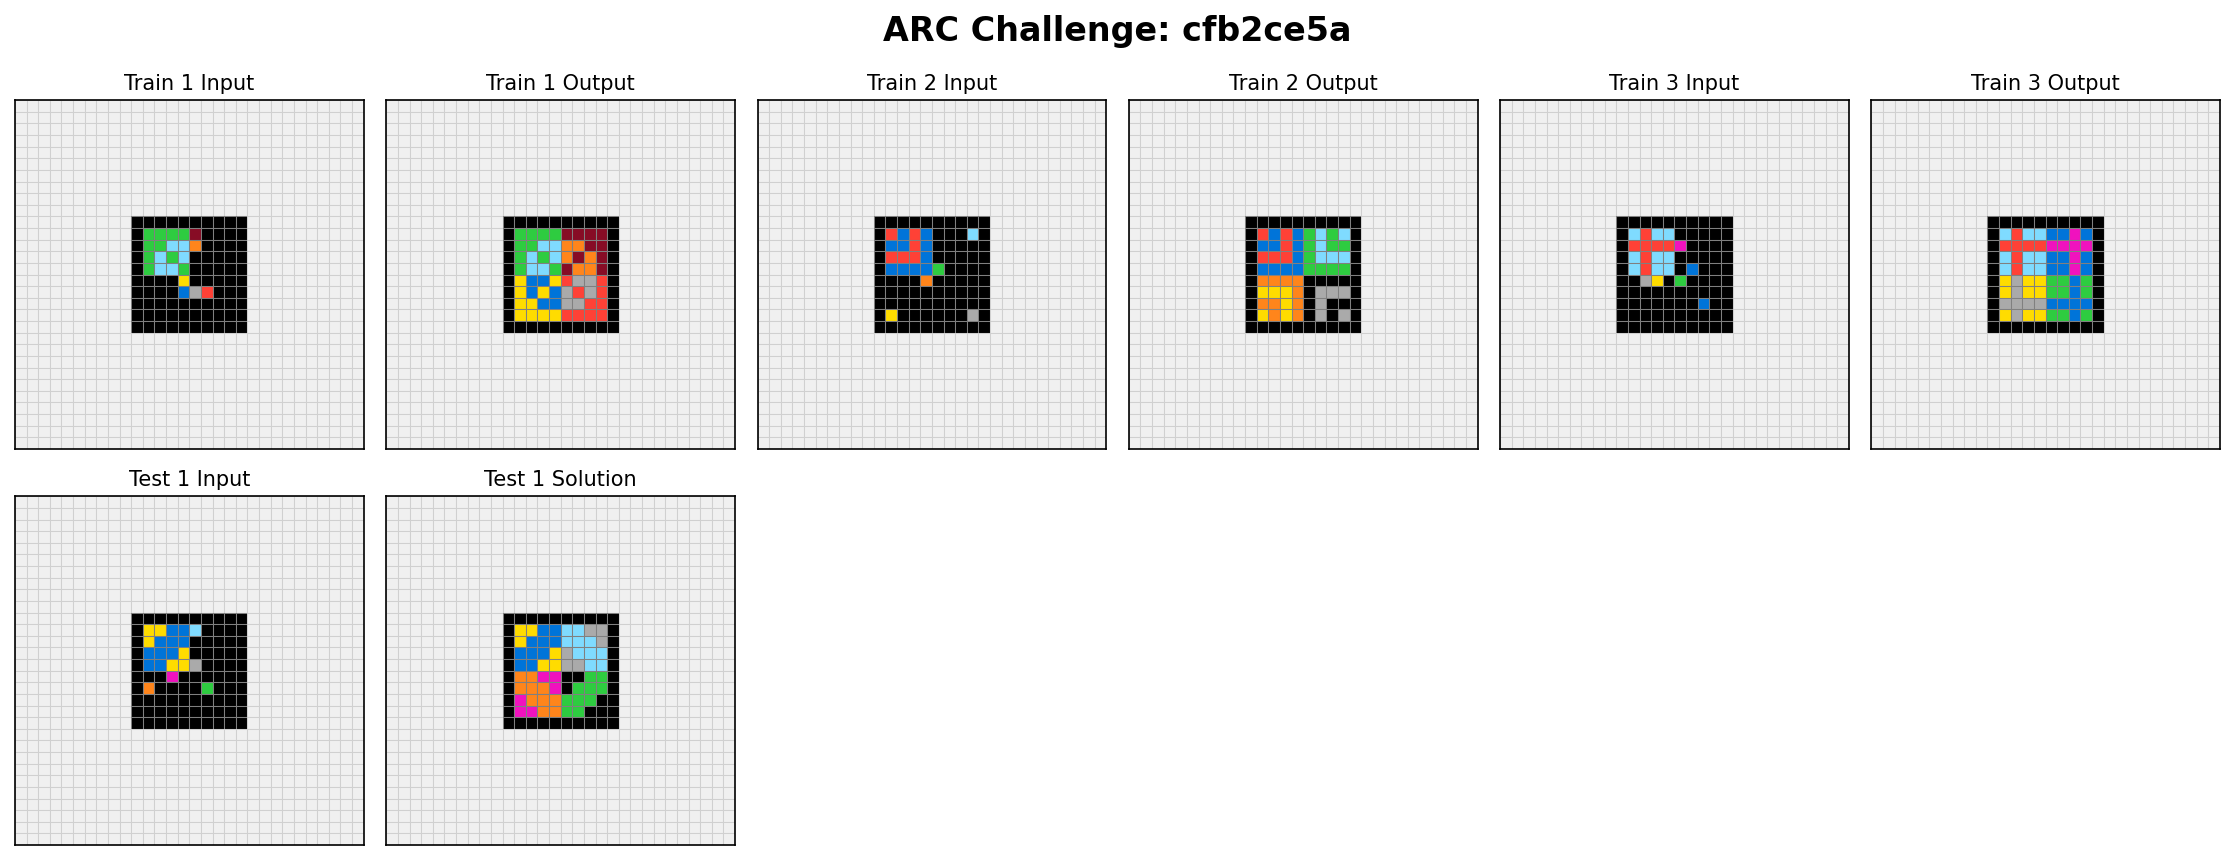 ARC Challenge: cfb2ce5a
Train 1 Input
Train 1 Output
Train 2 Input
Train 2 Output
Train 3 Input
Train 3 Output
Test 1 Input
Test 1 Solution